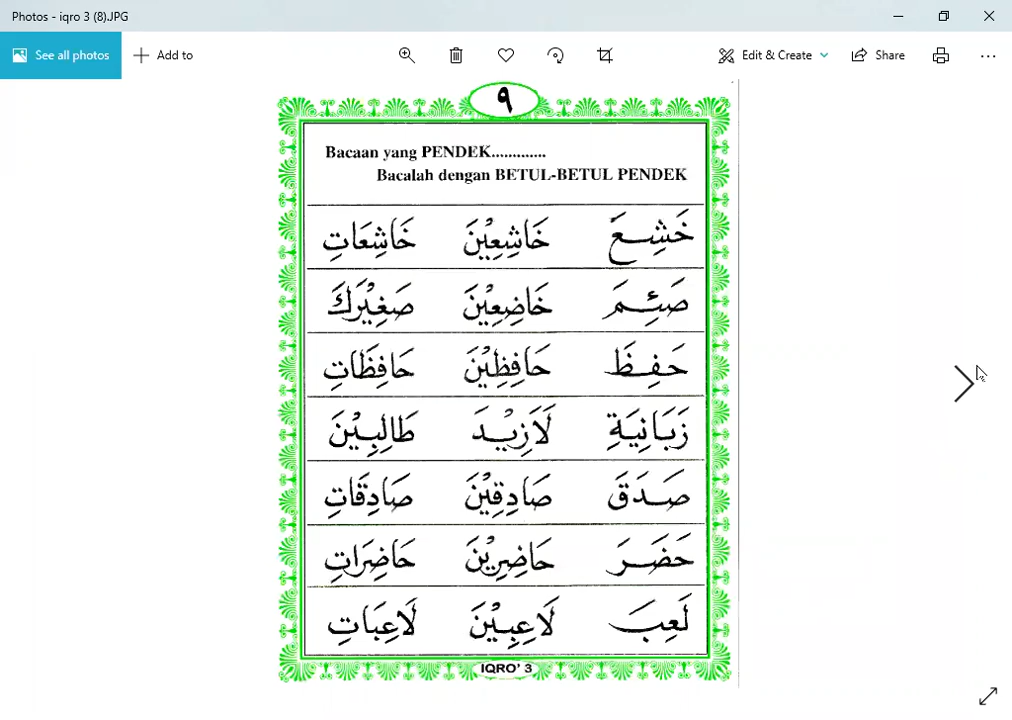 Photos - iqro 3 (8).JPG
See all photos
Add to
Edit & Create
Share
٩
Bacaan yang PENDEK.............
Bacalah dengan BETUL-BETUL PENDEK
خَشِعَ خَاشِعِيْنَ خَاشِعَاتِ
صَئِمَ خَاضِعِيْنَ صَغِيْرَكَ
حَفِظَ حَافِظِيْنَ حَافِظَاتِ
زَبَانِيَةِ لَازِيْدَ طَالِبِيْنَ
صَدَقَ صَادِقِيْنَ صَادِقَاتِ
حَضَرَ حَاضِرِيْنَ حَاضِرَاتِ
لَعِبَ لَاعِبِيْنَ لَاعِبَاتِ
IQRO' 3